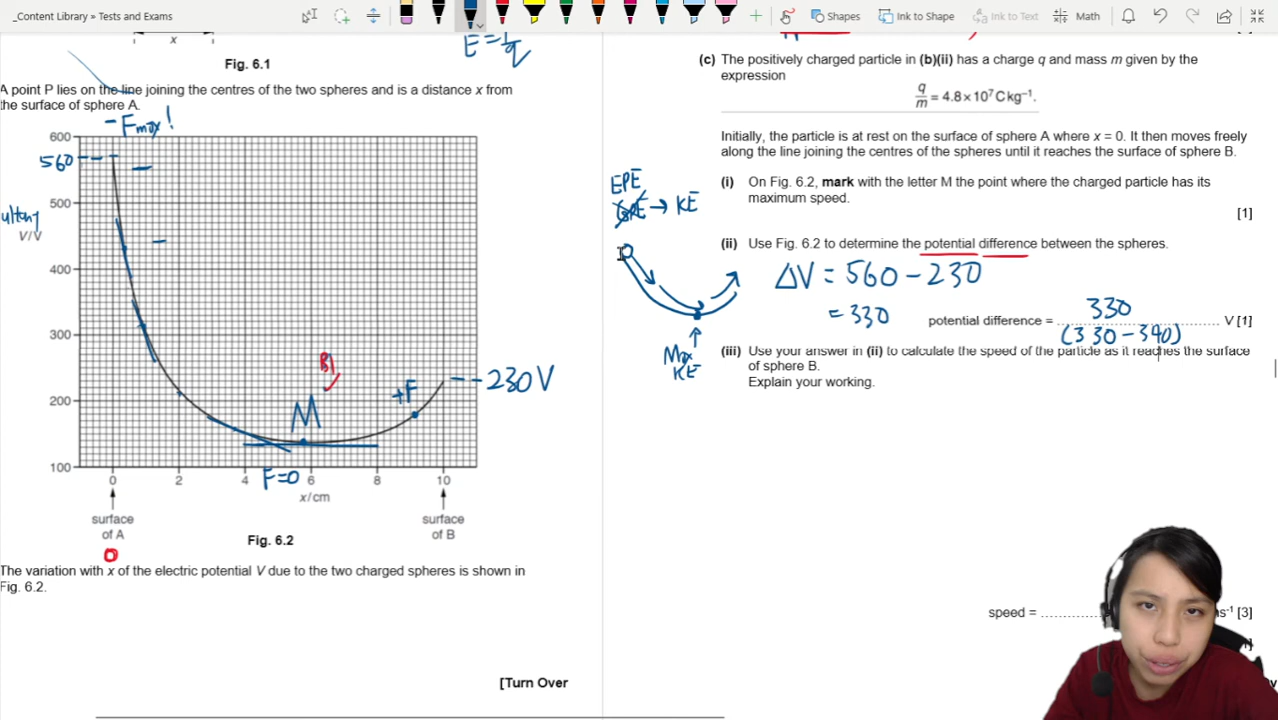 _Content Library » Tests and Exams
Shapes
Ink to Shape
Ink to Text
Math
x
E =
Fig. 6.1
A point P lies on the line joining the centres of the two spheres and is a distance x from
the surface of sphere A.
- Fmax!
600
560
500
V/V
400
300
200
100
B1
M
+F
230V
F=0
0 2 4 6 8 10
x/cm
surface
of A
surface
of B
Fig. 6.2
The variation with x of the electric potential V due to the two charged spheres is shown in
Fig. 6.2.
[Turn Over
(c) The positively charged particle in (b)(ii) has a charge q and mass m given by the
expression
q/m = 4.8×10⁷ C kg⁻¹.
Initially, the particle is at rest on the surface of sphere A where x = 0. It then moves freely
along the line joining the centres of the spheres until it reaches the surface of sphere B.
(i) On Fig. 6.2, mark with the letter M the point where the charged particle has its
maximum speed.
[1]
EPE
GPE → KE
Max
KE
(ii) Use Fig. 6.2 to determine the potential difference between the spheres.
ΔV = 560 - 230
= 330
330
potential difference = ........ V [1]
(330 - 340)
(iii) Use your answer in (ii) to calculate the speed of the particle as it reaches the surface
of sphere B.
Explain your working.
speed = ........ ms⁻¹ [3]